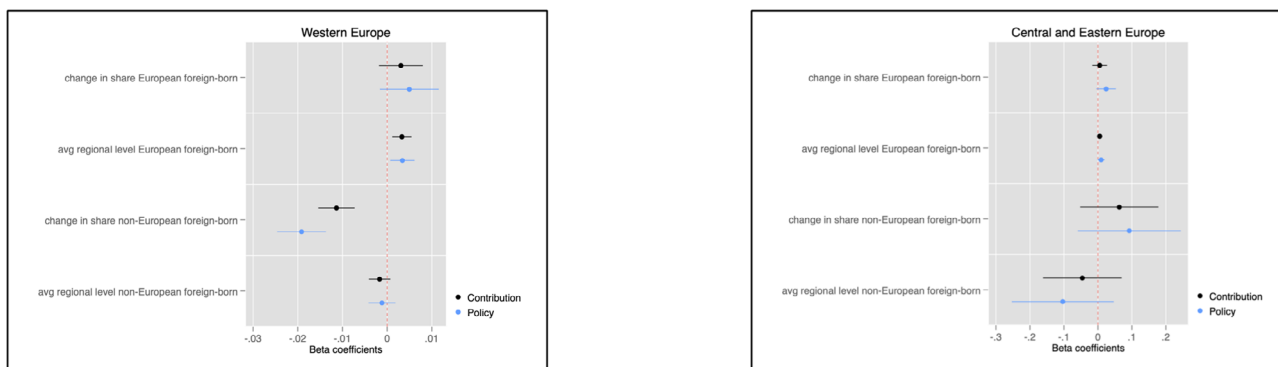 Western Europe
change in share European foreign-born
avg regional level European foreign-born
change in share non-European foreign-born
avg regional level non-European foreign-born
Contribution
Policy
-.03 -.02 -.01 0 .01
Beta coefficients
Central and Eastern Europe
change in share European foreign-born
avg regional level European foreign-born
change in share non-European foreign-born
avg regional level non-European foreign-born
Contribution
Policy
-.3 -.2 -.1 0 .1 .2
Beta coefficients